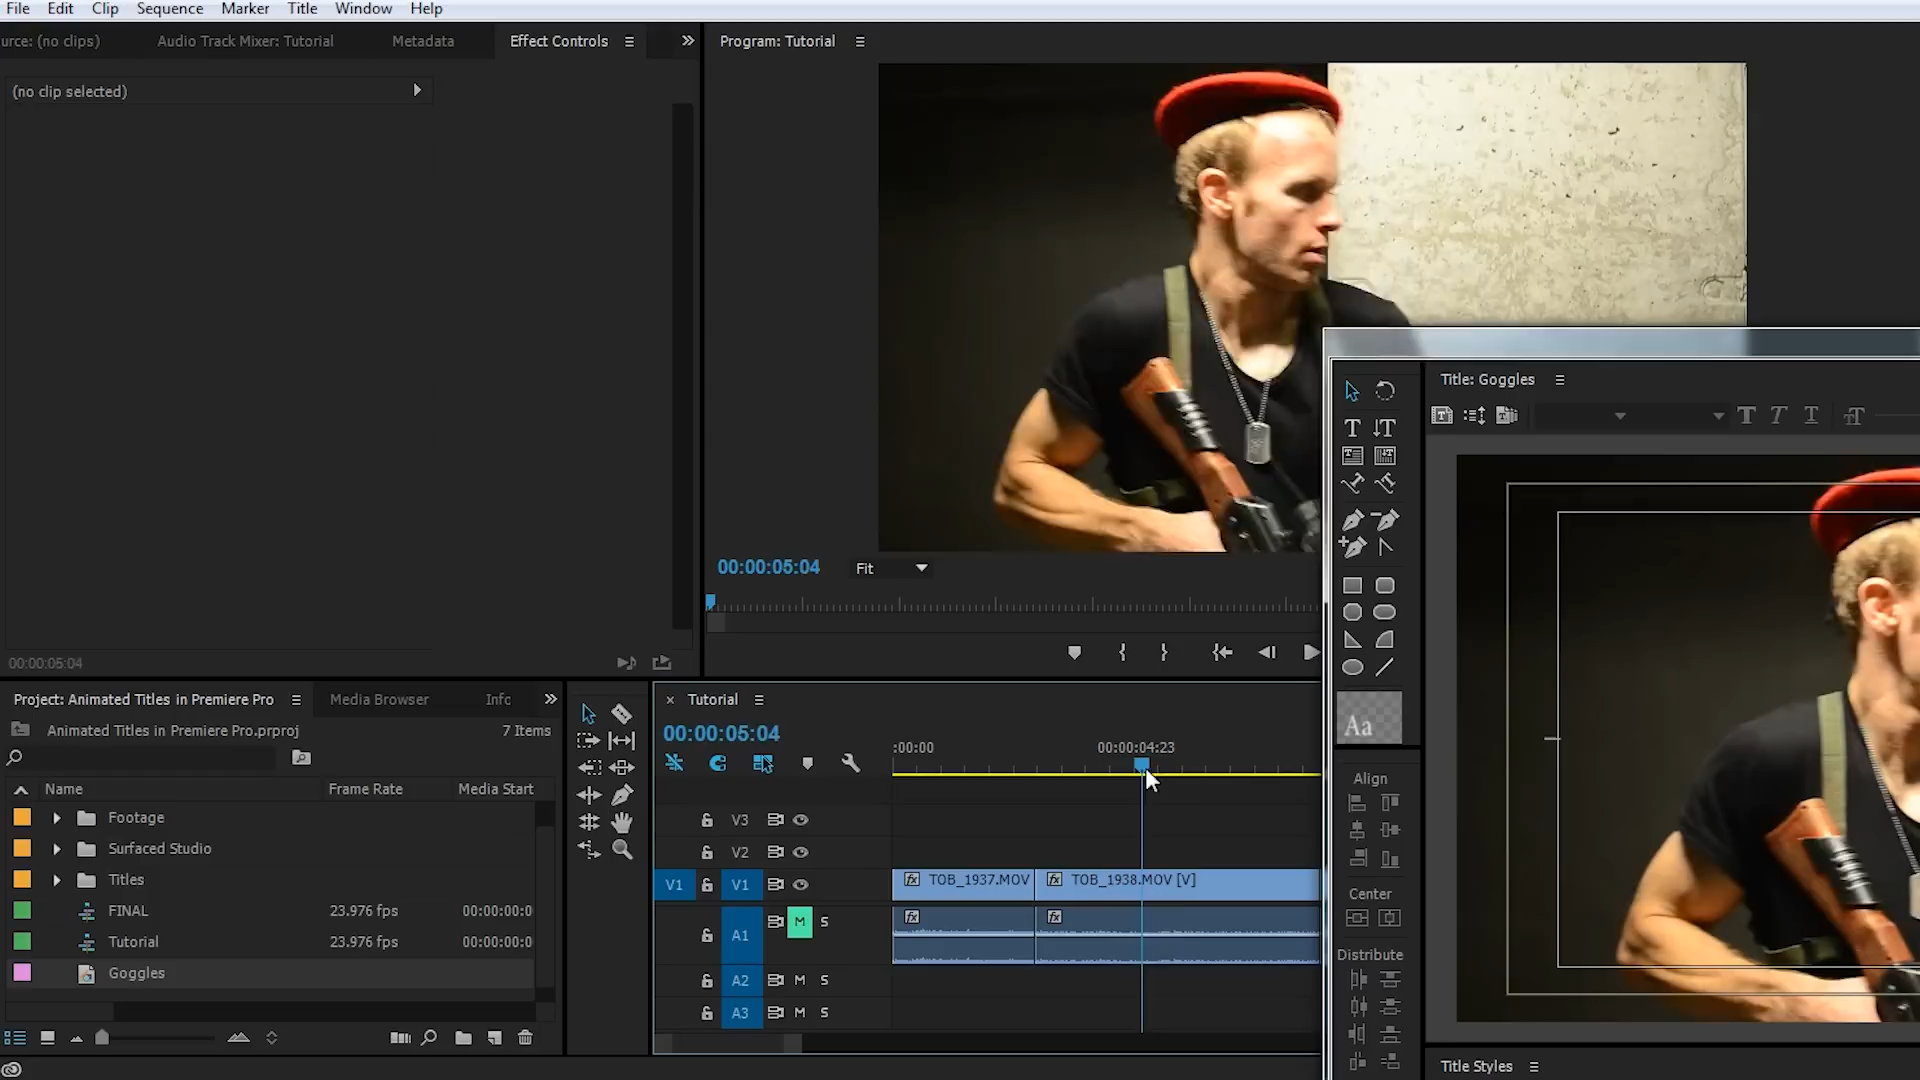 File Edit Clip Sequence Marker Title Window Help
urce: (no clips) Audio Track Mixer: Tutorial Metadata Effect Controls
Program: Tutorial
(no clip selected)
Title: Goggles
00:00:05:04 Fit
00:00:05:04
Project: Animated Titles in Premiere Pro Media Browser Info
Animated Titles in Premiere Pro.prproj 7 Items
Name Frame Rate Media Start
Footage
Surfaced Studio
Titles
FINAL 23.976 fps 00:00:00:0
Tutorial 23.976 fps 00:00:00:0
Goggles
Tutorial
00:00:05:04
:00:00 00:00:04:23
V3
V2
V1 V1 fx TOB_1937.MOV fx TOB_1938.MOV [V]
A1 M S fx fx
A2 M S
A3 M S
T T T T T T
Aa
Align
Center
Distribute
Title Styles